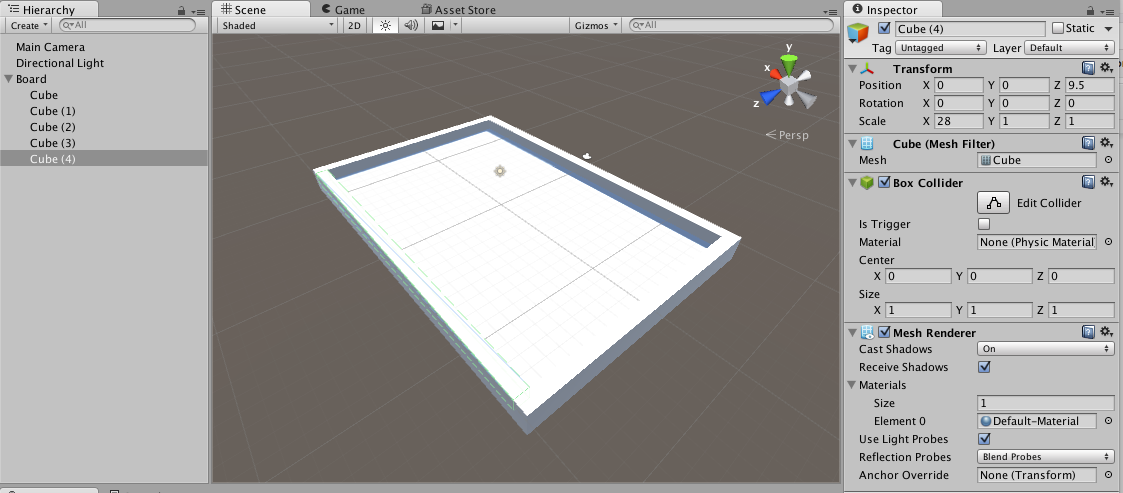 Hierarchy
Create
All
Main Camera
Directional Light
Board
Cube
Cube (1)
Cube (2)
Cube (3)
Cube (4)
Scene
Game
Asset Store
Shaded
2D
Gizmos
All
y
x
z
Persp
Inspector
Cube (4)
Static
Tag Untagged
Layer Default
Transform
Position X 0 Y 0 Z 9.5
Rotation X 0 Y 0 Z 0
Scale X 28 Y 1 Z 1
Cube (Mesh Filter)
Mesh Cube
Box Collider
Edit Collider
Is Trigger
Material None (Physic Material
Center
X 0 Y 0 Z 0
Size
X 1 Y 1 Z 1
Mesh Renderer
Cast Shadows On
Receive Shadows
Materials
Size 1
Element 0 Default-Material
Use Light Probes
Reflection Probes Blend Probes
Anchor Override None (Transform)